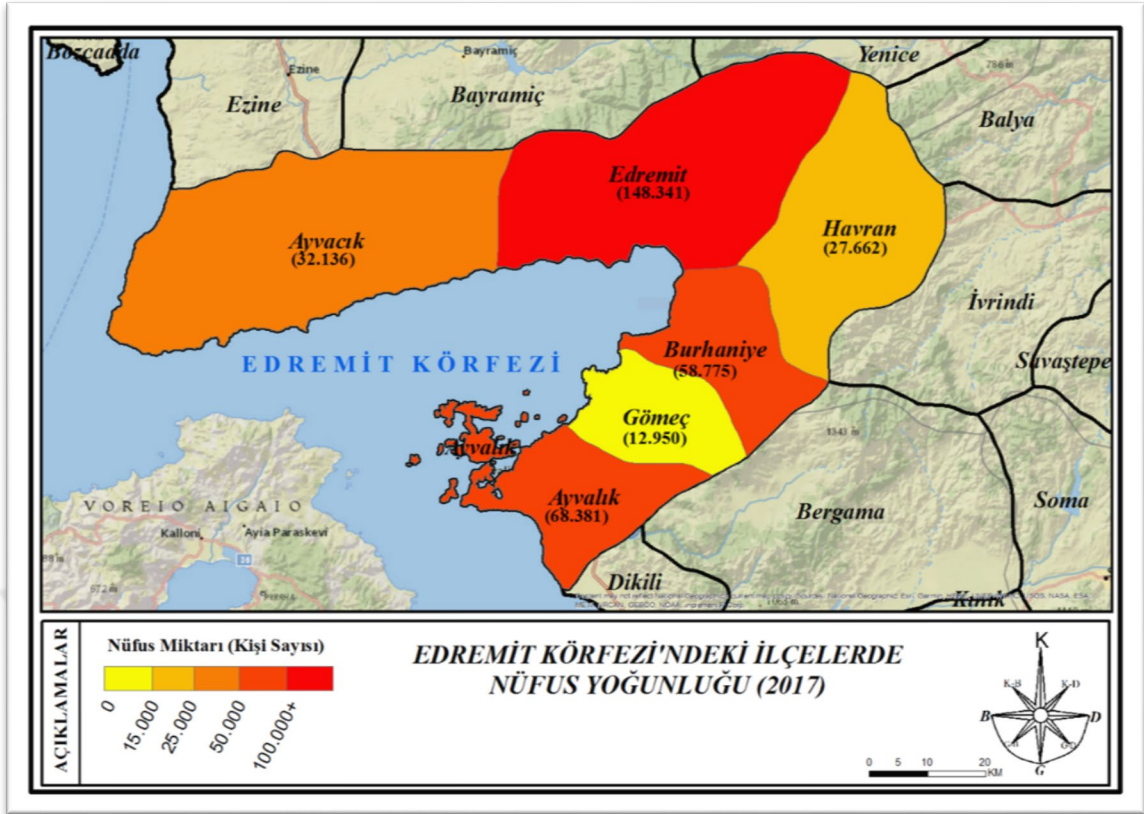 Bozcaada
Bayramiç
Yenice
Ezine
786 m
Ezine
Bayramiç
Balya
Edremit
(148.341)
Ayvacık
(32.136)
Havran
(27.662)
İvrindi
EDREMİT KÖRFEZİ
Burhaniye
(58.775)
Savaştepe
Gömeç
(12.950)
1343 m
Ayvalık
Ayvalık
(68.381)
VOREIO AIGAIO
Kalloni
Ayia Paraskevi
36
Bergama
Soma
Dikili
Kınık
AÇIKLAMALAR
Nüfus Miktarı (Kişi Sayısı)
0
15.000
25.000
50.000
100.000+
EDREMİT KÖRFEZİ'NDEKİ İLÇELERDE
NÜFUS YOĞUNLUĞU (2017)
K
K-B K-D
B D
G
0 5 10 20
KM